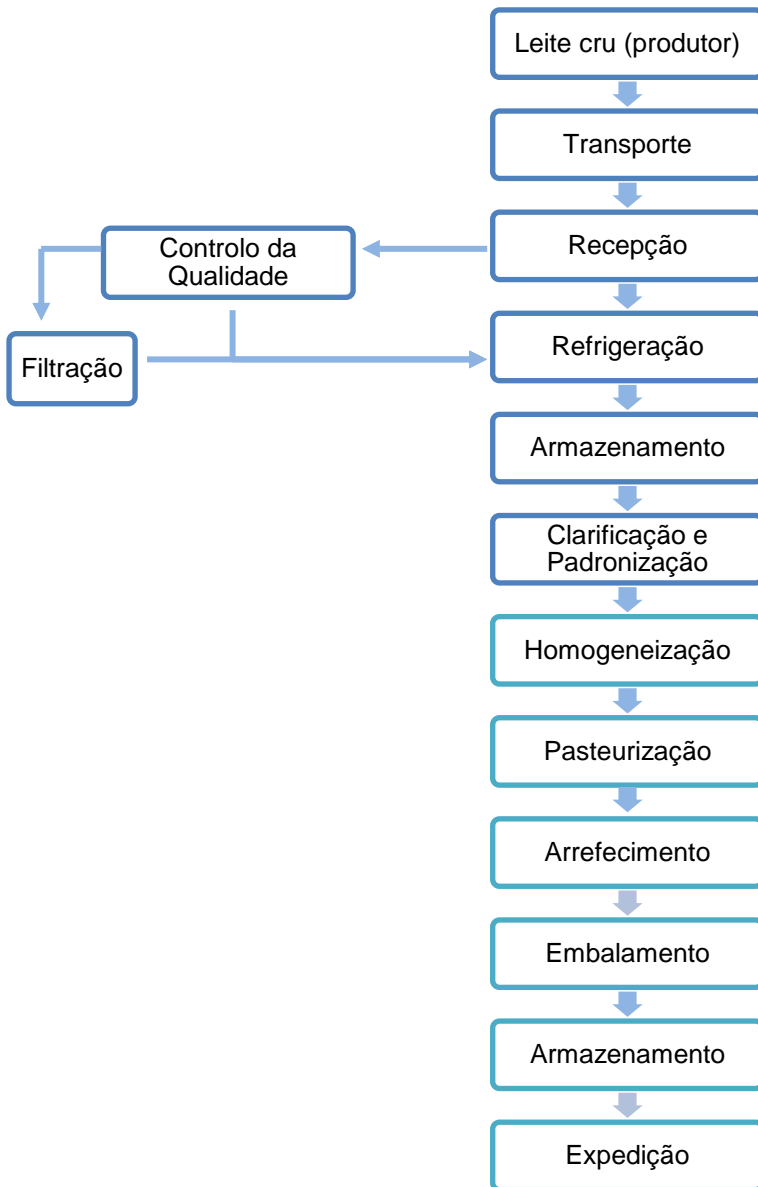 Leite cru (produtor)
Transporte
Recepção
Controlo da
Qualidade
Filtração
Refrigeração
Armazenamento
Clarificação e
Padronização
Homogeneização
Pasteurização
Arrefecimento
Embalamento
Armazenamento
Expedição